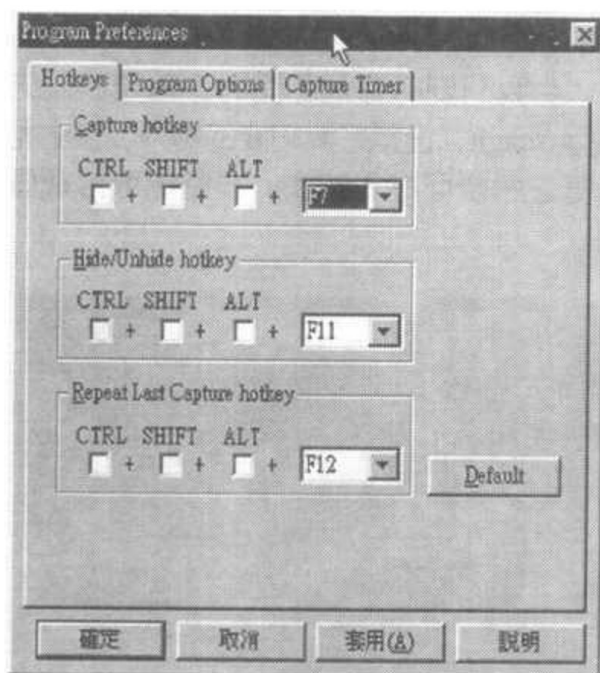 Program Preferences
Hotkeys Program Options Capture Timer
Capture hotkey
CTRL SHIFT ALT
+ + + F7
Hide/Unhide hotkey
CTRL SHIFT ALT
+ + + F11
Repeat Last Capture hotkey
CTRL SHIFT ALT
+ + + F12
Default
確定 取消 套用(A) 說明